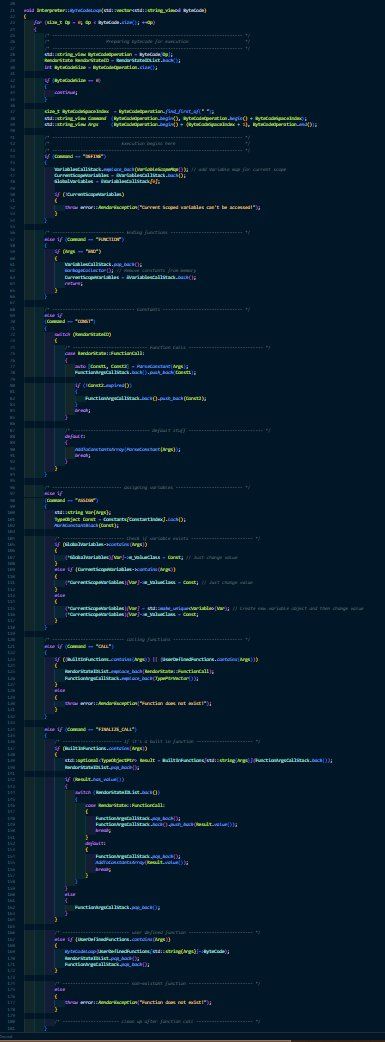 void Interpreter::ByteCodeLoop(std::vector<std::string_view>& ByteCode)
{
for (size_t Op = 0; Op < ByteCode.size(); ++Op)
{
Preparing bytecode for execution
std::string_view ByteCodeOperation = ByteCode[Op];
RenderState RenderStateID = RenderStateIDList.back();
int ByteCodeSize = ByteCodeOperation.size();
if (ByteCodeSize == 0)
{
continue;
}
size_t ByteCodeSpaceIndex = ByteCodeOperation.find_first_of(" ");
std::string_view Command (ByteCodeOperation.begin(), ByteCodeOperation.begin() + ByteCodeSpaceIndex);
std::string_view Args (ByteCodeOperation.begin() + (ByteCodeSpaceIndex + 1), ByteCodeOperation.end());
Execution begins here
if (Command == "DEFINE")
{
VariablesCallStack.emplace_back(VariableScopeMap()); // add variable map for current scope
CurrentScopeVariables = &VariablesCallStack.back();
GlobalVariables = &VariablesCallStack[0];
if (!CurrentScopeVariables)
{
throw error::RenderException("Current Scoped variables can't be accessed!");
}
}
Ending functions
else if (Command == "FUNCTION")
{
if (Args == "END")
{
VariablesCallStack.pop_back();
GarbageCollector(); // Remove constants from memory
CurrentScopeVariables = &VariablesCallStack.back();
return;
}
}
Constants
else if
(Command == "CONST")
{
switch (RenderStateID)
{
Function Calls
case RenderState::FunctionCall:
{
auto [Const1, Const2] = ParseConstant(Args);
FunctionArgsCallStack.back().push_back(Const1);
if (!Const2.expired())
{
FunctionArgsCallStack.back().push_back(Const2);
}
break;
}
default stuff
default:
{
AddToConstantsArray(ParseConstant(Args));
break;
}
}
}
assigning variables
else if
(Command == "ASSIGN")
{
std::string Var{Args};
TypeObject Const = Constants[ConstantIndex].lock();
Check if variable exists
if (GlobalVariables->contains(Args))
{
(*GlobalVariables)[Var]->m_ValueClass = Const; // Just change value
}
else if (CurrentScopeVariables->contains(Args))
{
(*CurrentScopeVariables)[Var]->m_ValueClass = Const; // Just change value
}
else
{
(*CurrentScopeVariables)[Var] = std::make_unique<Variable>(Var); // Create new variable object and then change value
(*CurrentScopeVariables)[Var]->m_ValueClass = Const;
}
}
calling functions
else if (Command == "CALL")
{
if ((BuiltInFunctions.contains(Args)) || (UserDefinedFunctions.contains(Args)))
{
RenderStateIDList.emplace_back(RenderState::FunctionCall);
FunctionArgsCallStack.emplace_back(TypePtrVector());
}
else
{
throw error::RenderException("Function does not exist!");
}
}
else if (Command == "FINALIZE_CALL")
{
If it's a built in function
if (BuiltInFunctions.contains(Args))
{
std::optional<TypeObjectPtr> Result = BuiltInFunctions[std::string(Args)](FunctionArgsCallStack.back());
RenderStateIDList.pop_back();
if (Result.has_value())
{
switch (RenderStateIDList.back())
{
case RenderState::FunctionCall:
{
FunctionArgsCallStack.pop_back();
FunctionArgsCallStack.back().push_back(Result.value());
break;
}
default:
{
FunctionArgsCallStack.pop_back();
AddToConstantsArray(Result.value());
break;
}
}
}
else
{
FunctionArgsCallStack.pop_back();
}
}
user defined function
else if (UserDefinedFunctions.contains(Args))
{
ByteCodeLoop(UserDefinedFunctions[std::string(Args)]->ByteCode);
RenderStateIDList.pop_back();
FunctionArgsCallStack.pop_back();
}
non-existent function
else
{
throw error::RenderException("Function does not exist!");
}
clean up after function call
}